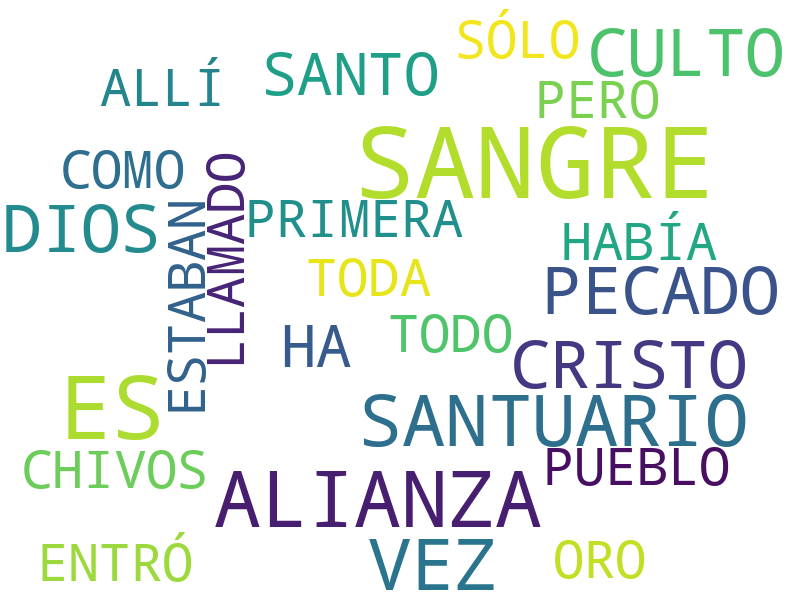 SÓLO
CULTO
SANTO
ALLÍ
PERO
SANGRE
COMO
LLAMADO
DIOS
ESTABAN
PRIMERA
HABÍA
TODA
PECADO
TODO
HA
CRISTO
ES
SANTUARIO
CHIVOS
PUEBLO
ALIANZA
ENTRÓ
VEZ
ORO